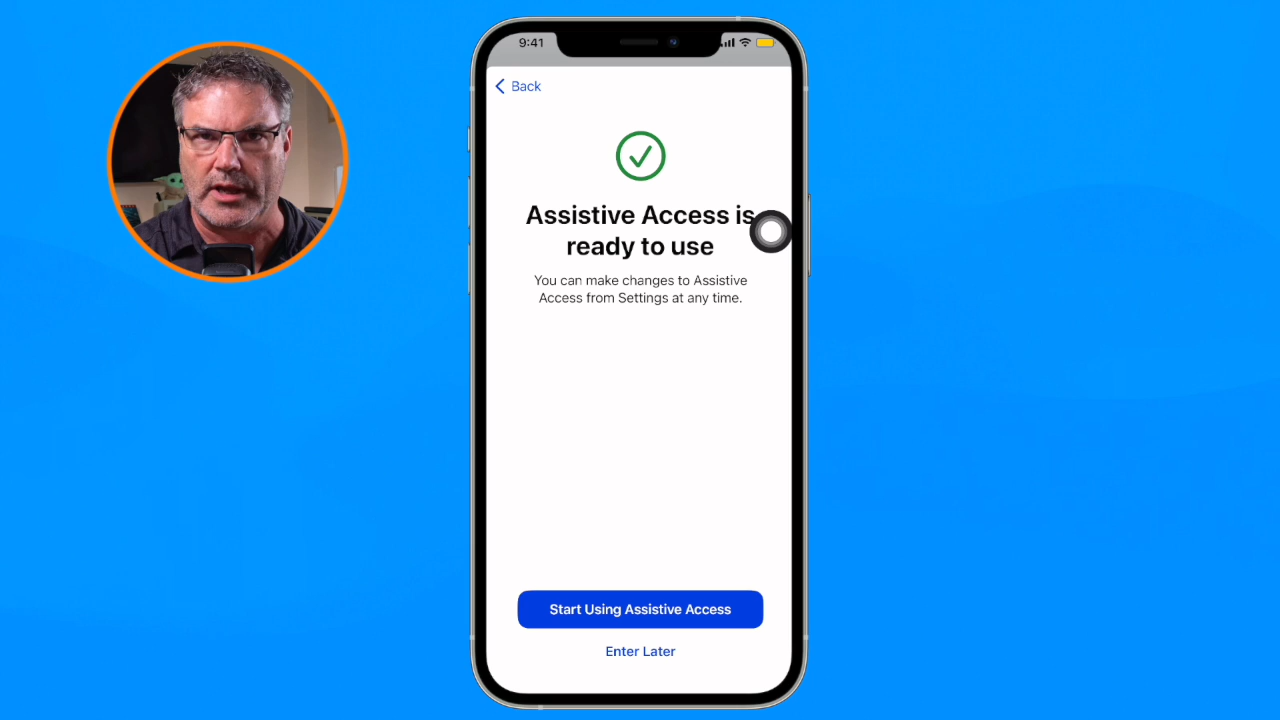 9:41
Back
Assistive Access is
ready to use
You can make changes to Assistive
Access from Settings at any time.
Start Using Assistive Access
Enter Later